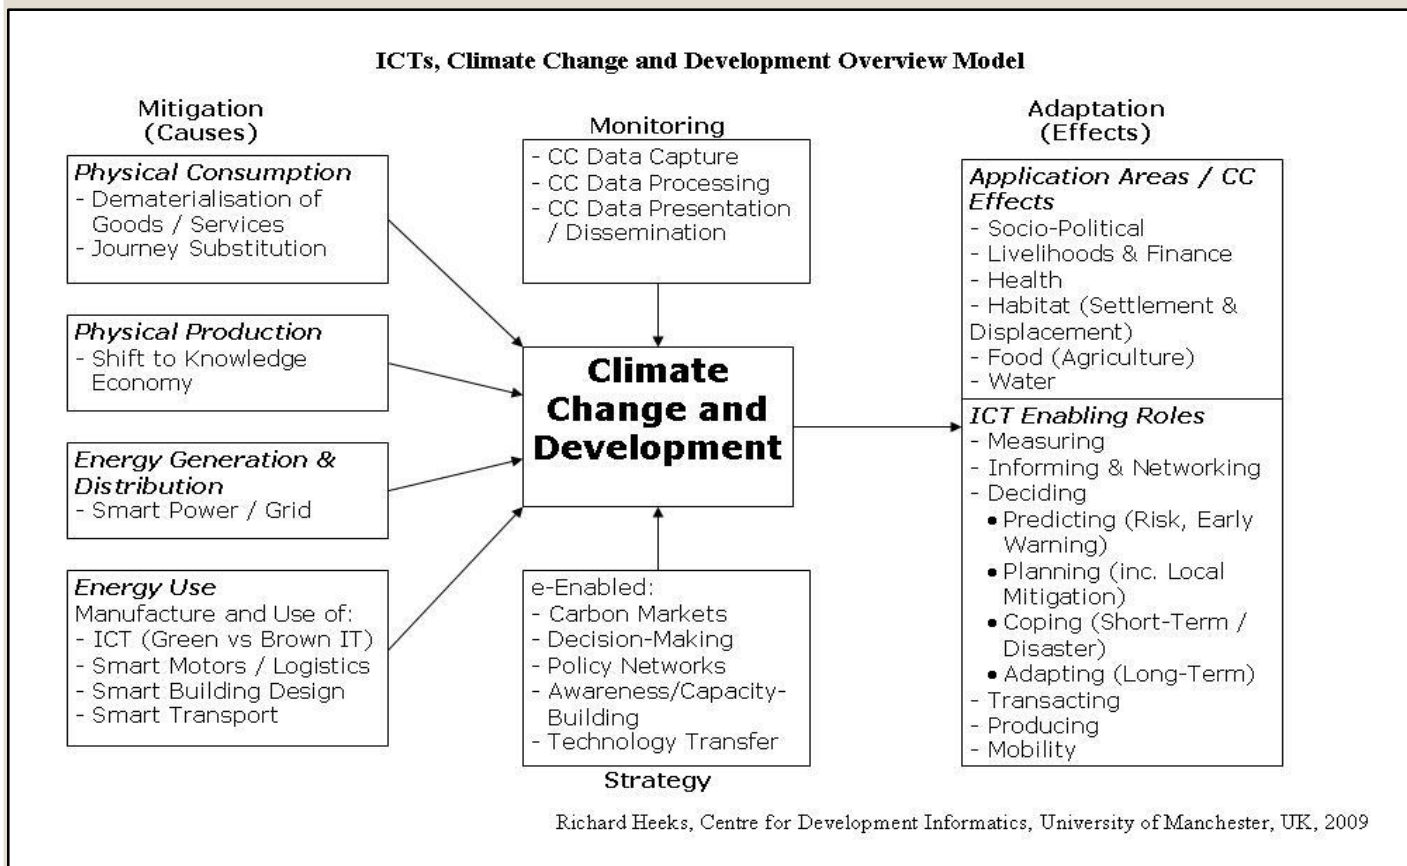 ICTs, Climate Change and Development Overview Model
Mitigation
(Causes)
Physical Consumption
- Dematerialisation of
Goods / Services
- Journey Substitution
Physical Production
- Shift to Knowledge
Economy
Energy Generation &
Distribution
- Smart Power / Grid
Energy Use
Manufacture and Use of:
- ICT (Green vs Brown IT)
- Smart Motors / Logistics
- Smart Building Design
- Smart Transport
Monitoring
- CC Data Capture
- CC Data Processing
- CC Data Presentation
/ Dissemination
Climate
Change and
Development
e-Enabled:
- Carbon Markets
- Decision-Making
- Policy Networks
- Awareness/Capacity-
Building
- Technology Transfer
Strategy
Adaptation
(Effects)
Application Areas / CC
Effects
- Socio-Political
- Livelihoods & Finance
- Health
- Habitat (Settlement &
Displacement)
- Food (Agriculture)
- Water
ICT Enabling Roles
- Measuring
- Informing & Networking
- Deciding
• Predicting (Risk, Early
Warning)
• Planning (inc. Local
Mitigation)
• Coping (Short-Term /
Disaster)
• Adapting (Long-Term)
- Transacting
- Producing
- Mobility
Richard Heeks, Centre for Development Informatics, University of Manchester, UK, 2009